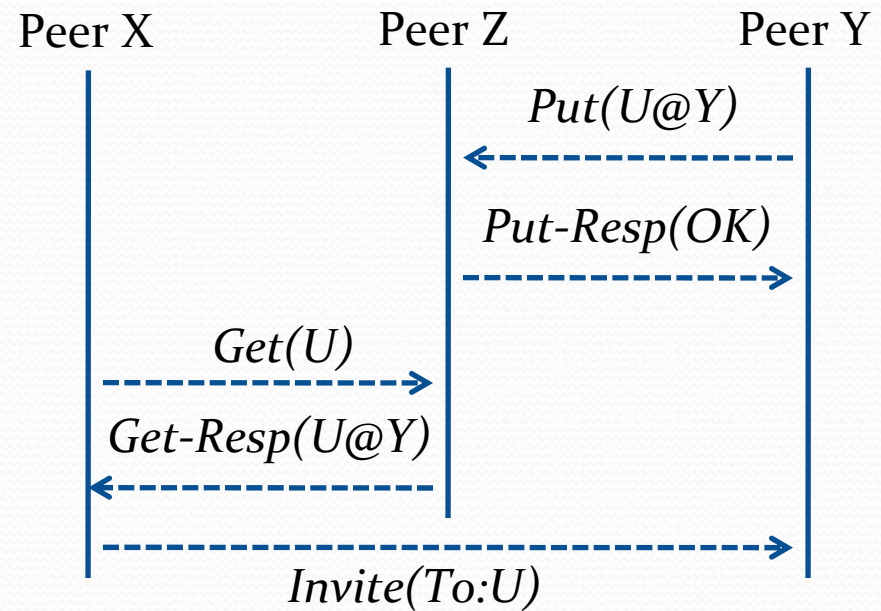 Peer X
Peer Z
Peer Y
Put(U@Y)
Put-Resp(OK)
Get(U)
Get-Resp(U@Y)
Invite(To:U)